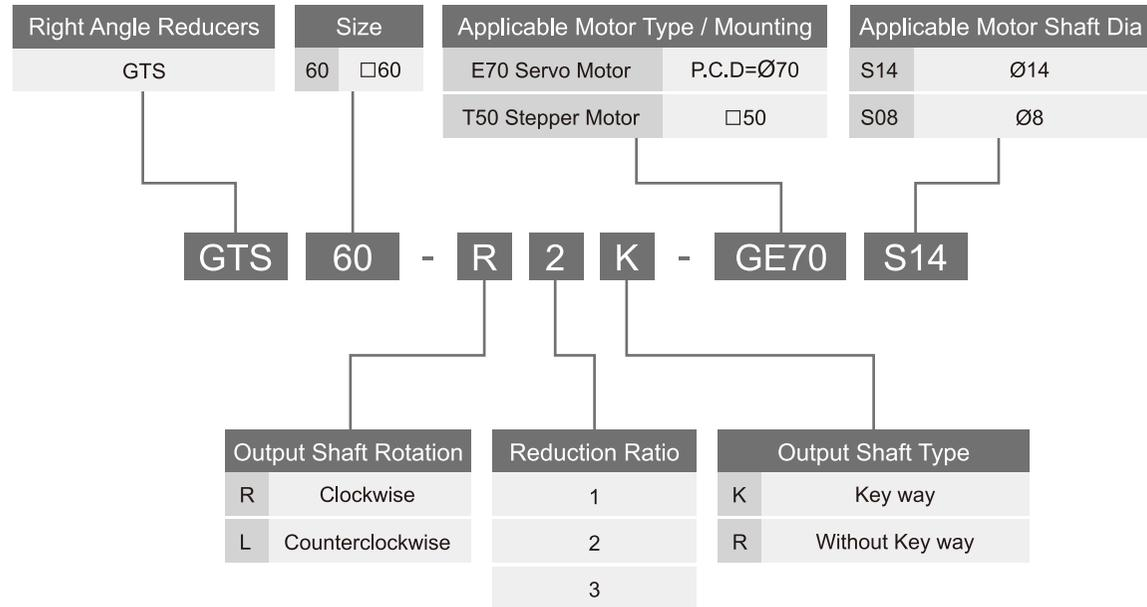 Right Angle Reducers
Size
Applicable Motor Type / Mounting
Applicable Motor Shaft Dia
GTS
60 □60
E70 Servo Motor P.C.D=Ø70
S14 Ø14
T50 Stepper Motor □50
S08 Ø8
GTS 60 - R 2 K - GE70 S14
Output Shaft Rotation
Reduction Ratio
Output Shaft Type
R Clockwise
1
K Key way
L Counterclockwise
2
R Without Key way
3